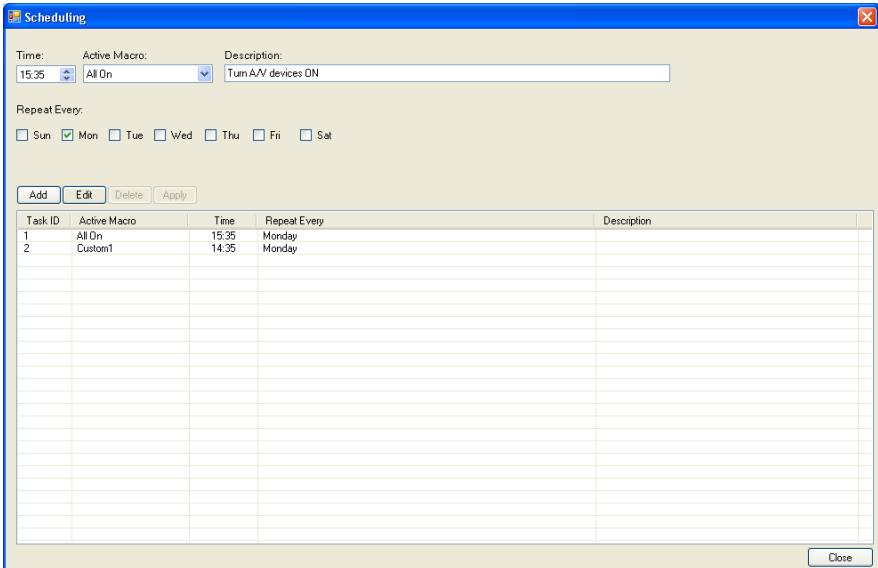 Scheduling
Time: Active Macro: Description:
15:35 All On Turn A/V devices ON
Repeat Every:
Sun Mon Tue Wed Thu Fri Sat
Add Edit Delete Apply
Task ID Active Macro Time Repeat Every Description
1 All On 15:35 Monday
2 Custom1 14:35 Monday
Close